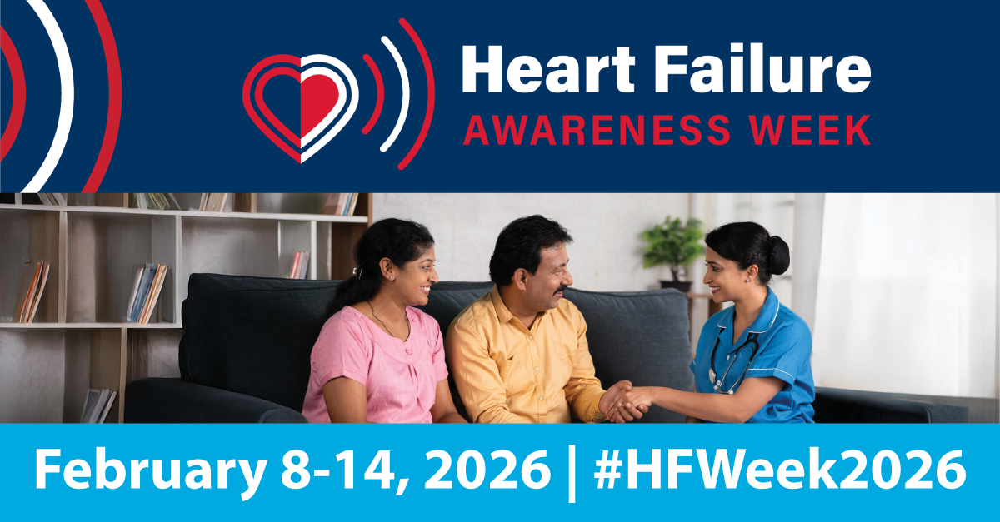 Heart Failure
AWARENESS WEEK
February 8-14, 2026 | #HFWeek2026